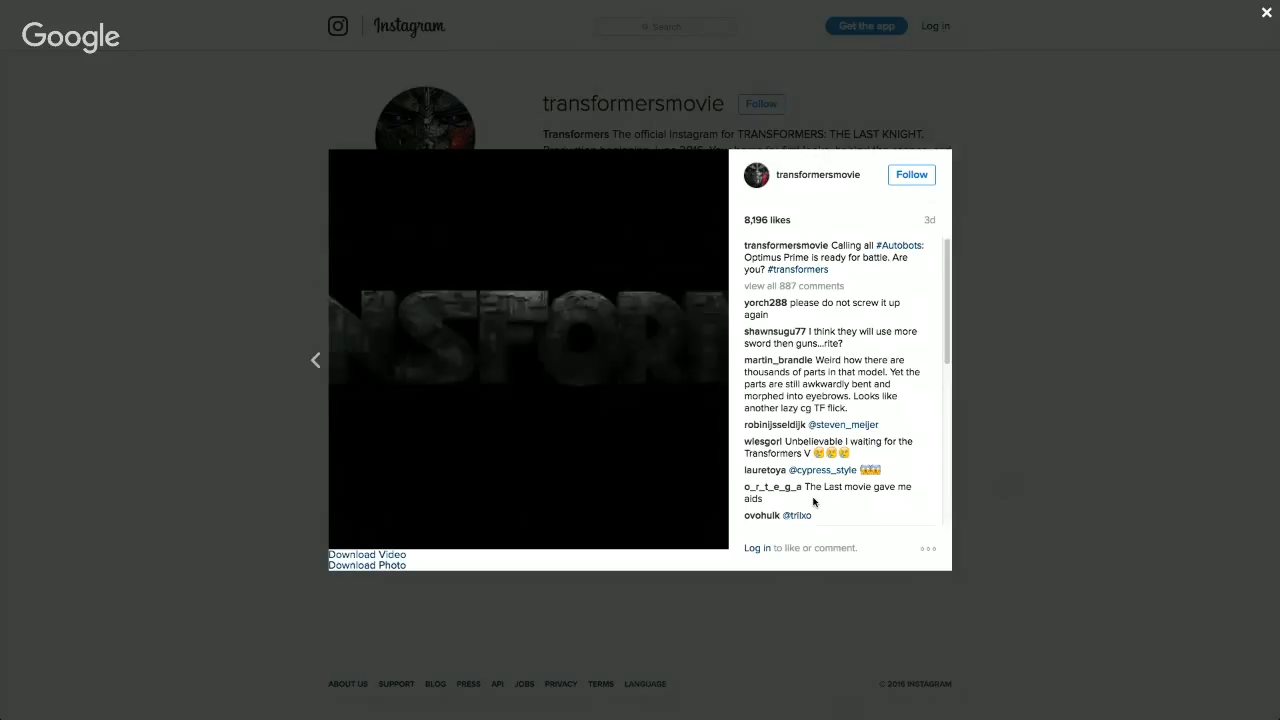 Google
Instagram
Search
Get the app
Log in
transformersmovie
Follow
Transformers The official Instagram for TRANSFORMERS: THE LAST KNIGHT.
NSFOR
transformersmovie
Follow
8,196 likes
3d
transformersmovie Calling all #Autobots:
Optimus Prime is ready for battle. Are
you? #transformers
view all 887 comments
yorch288 please do not screw it up
again
shawnsugu77 I think they will use more
sword then guns...rite?
martin_brandle Weird how there are
thousands of parts in that model. Yet the
parts are still awkwardly bent and
morphed into eyebrows. Looks like
another lazy cg TF flick.
robinijsseldijk @steven_meijer
wiesgorl Unbelievable I waiting for the
Transformers V 😢😢😢
lauretoya @cypress_style 😱😱😱
o_r_t_e_g_a The Last movie gave me
aids
ovohulk @trilxo
Log in to like or comment.
Download Video
Download Photo
ABOUT US SUPPORT BLOG PRESS API JOBS PRIVACY TERMS LANGUAGE
© 2016 INSTAGRAM